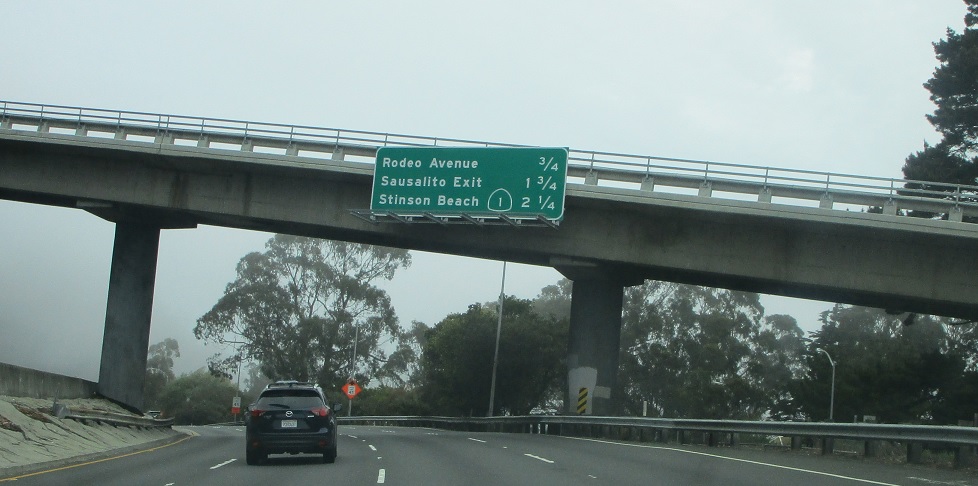 Rodeo Avenue 3/4
Sausalito Exit 1 3/4
Stinson Beach 1 2 1/4